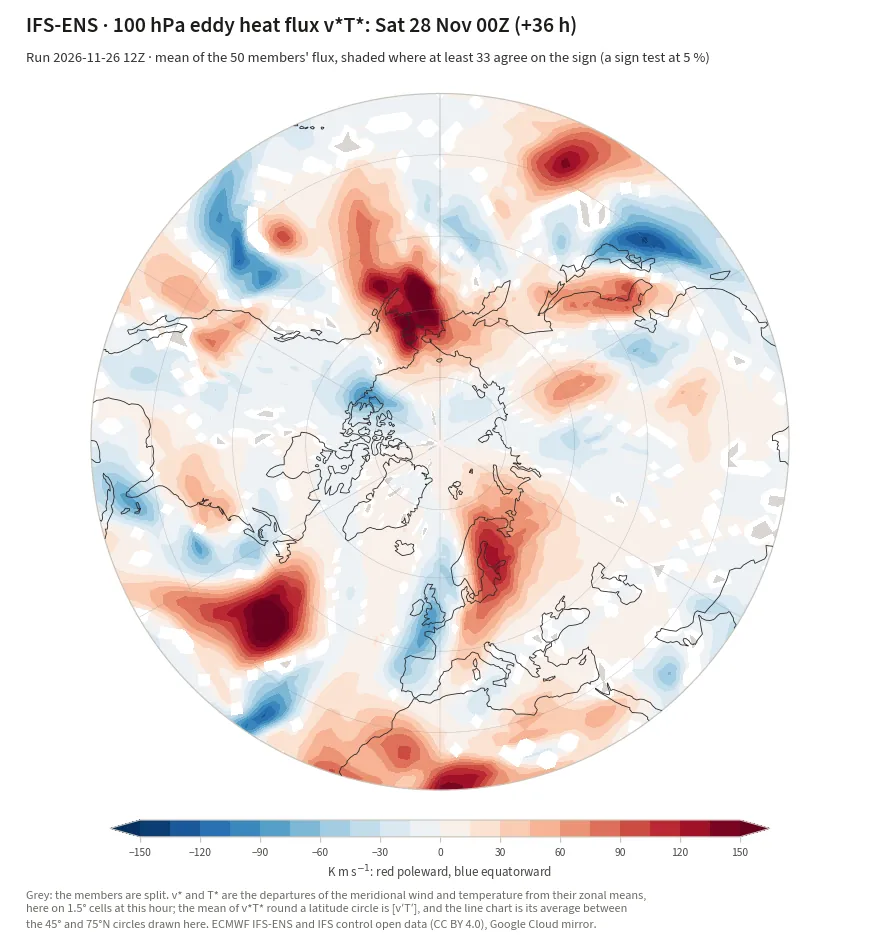 IFS-ENS · 100 hPa eddy heat flux v*T*: Sat 28 Nov 00Z (+36 h)
Run 2026-11-26 12Z · mean of the 50 members' flux, shaded where at least 33 agree on the sign (a sign test at 5 %)
−150 −120 −90 −60 −30 0 30 60 90 120 150
K m s⁻¹: red poleward, blue equatorward
Grey: the members are split. v* and T* are the departures of the meridional wind and temperature from their zonal means,
here on 1.5° cells at this hour; the mean of v*T* round a latitude circle is [v′T′], and the line chart is its average between
the 45° and 75°N circles drawn here. ECMWF IFS-ENS and IFS control open data (CC BY 4.0), Google Cloud mirror.